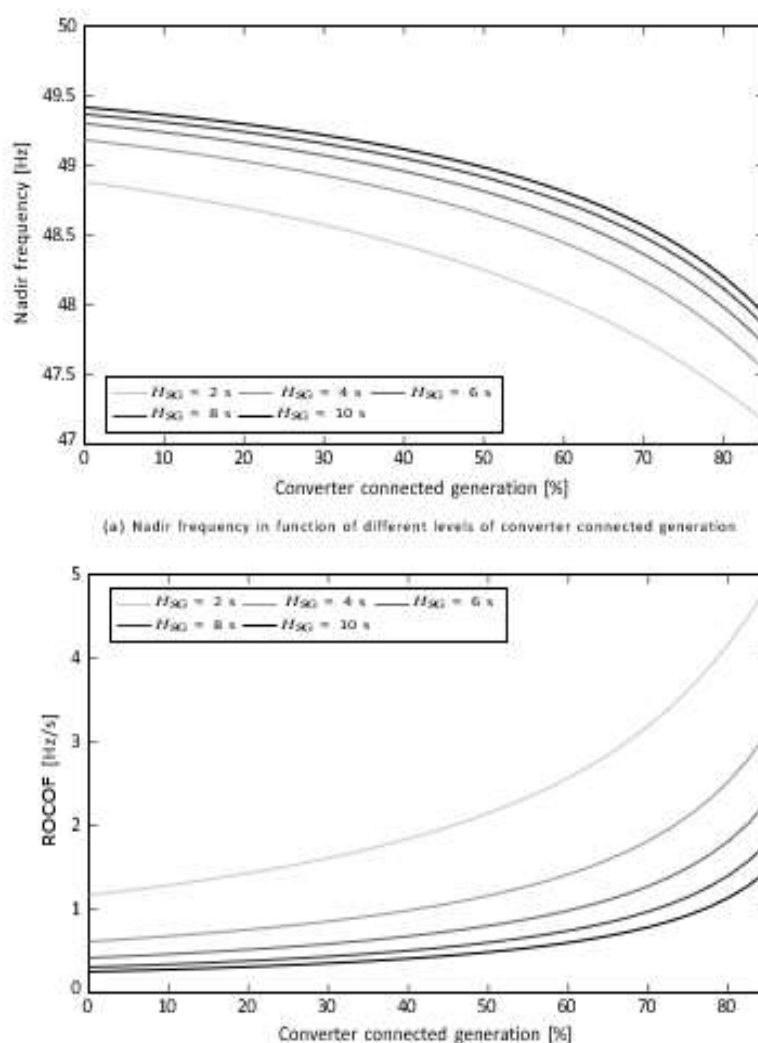 50
49.5
49
48.5
48
47.5
47
Nadir frequency [Hz]
H_SG = 2 s H_SG = 4 s H_SG = 6 s
H_SG = 8 s H_SG = 10 s
0 10 20 30 40 50 60 70 80
Converter connected generation [%]
(a) Nadir frequency in function of different levels of converter connected generation
5
4
3
2
1
0
ROCOF [Hz/s]
H_SG = 2 s H_SG = 4 s H_SG = 6 s
H_SG = 8 s H_SG = 10 s
0 10 20 30 40 50 60 70 80
Converter connected generation [%]